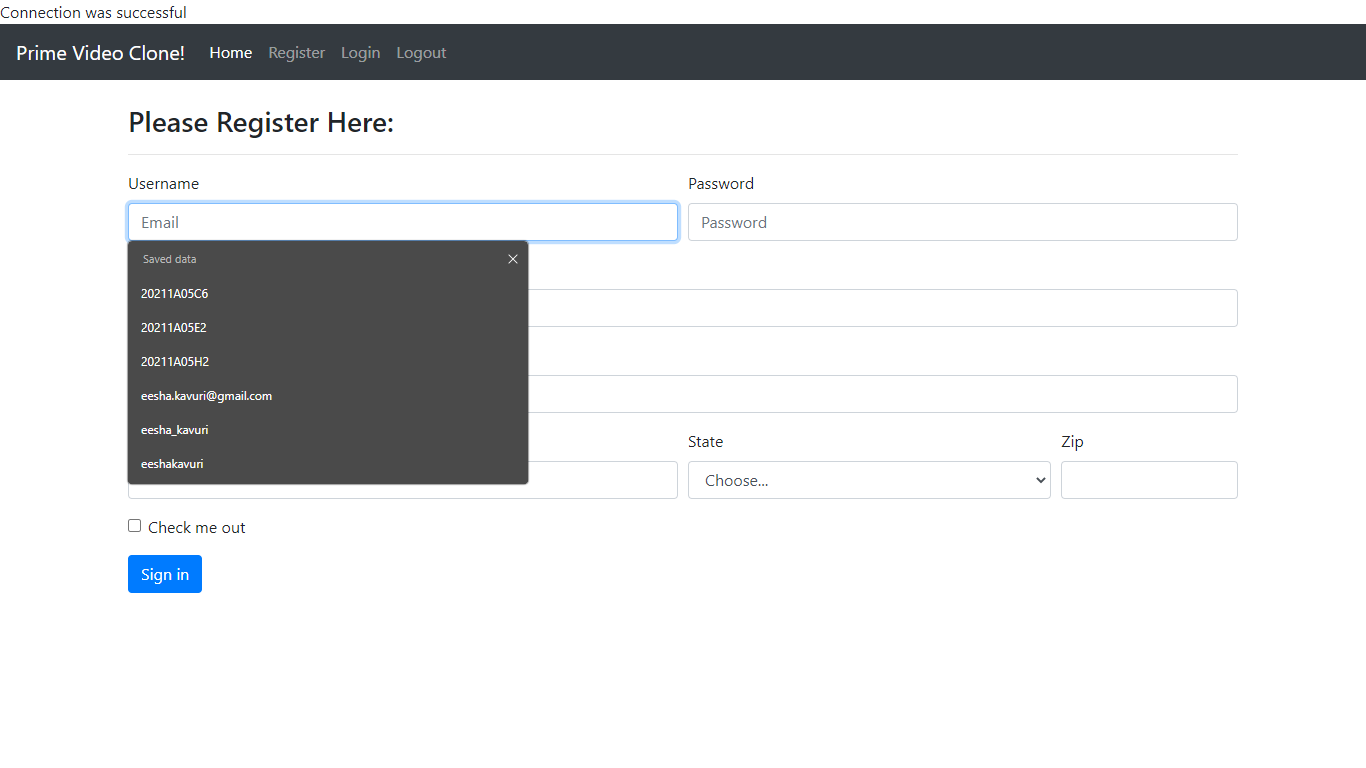 Connection was successful
Prime Video Clone! Home Register Login Logout
Please Register Here:
Username Password
Email Password
Saved data
20211A05C6
20211A05E2
20211A05H2
eesha.kavuri@gmail.com
eesha_kavuri
eeshakavuri
State Zip
Choose...
Check me out
Sign in